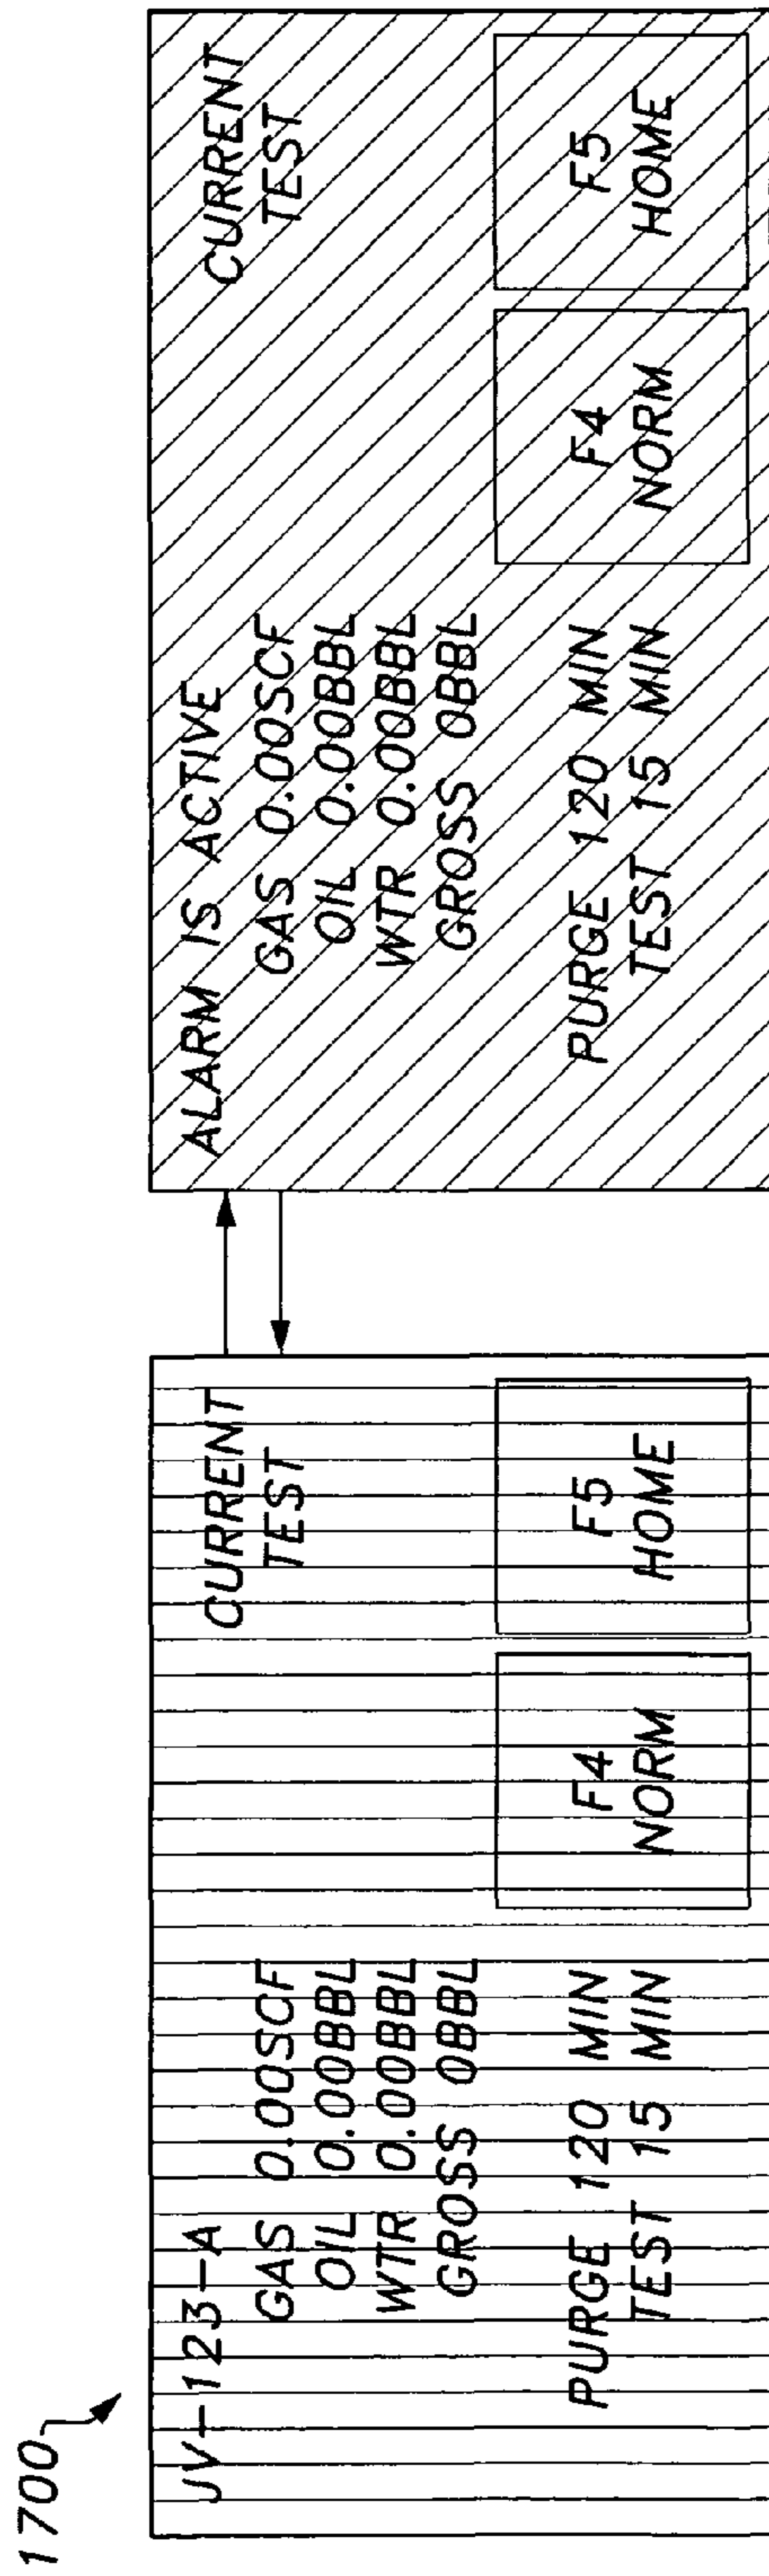 1700
JV-123-A
CURRENT
TEST
GAS 0.00SCF
OIL 0.00BBL
WTR 0.00BBL
GROSS 0BBL
PURGE 120 MIN
TEST 15 MIN
F4
NORM
F5
HOME
ALARM IS ACTIVE
CURRENT
TEST
GAS 0.00SCF
OIL 0.00BBL
WTR 0.00BBL
GROSS 0BBL
PURGE 120 MIN
TEST 15 MIN
F4
NORM
F5
HOME